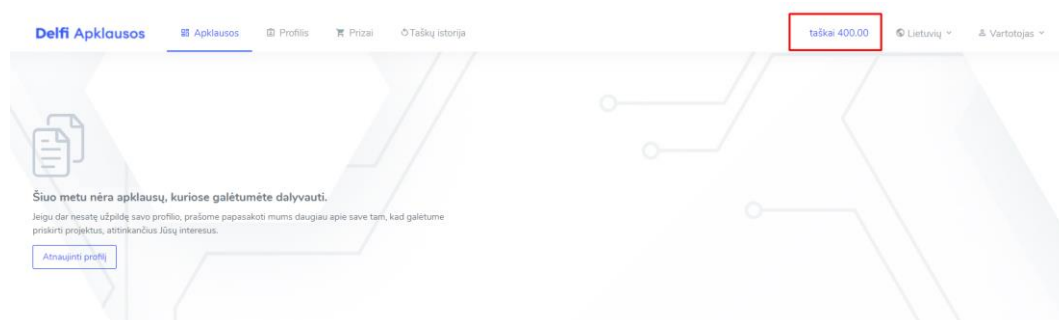 Delfi Apklausos Apklausos Profilis Prizai Taškų istorija taškai 400.00 Lietuvių Vartotojas
Šiuo metu nėra apklausų, kuriose galėtumėte dalyvauti.
Jeigu dar nesatę užpildę savo profilio, prašome papasakoti mums daugiau apie save tam, kad galėtume
priskirti projektus, atitinkančius Jūsų interesus.
Atnaujinti profilį